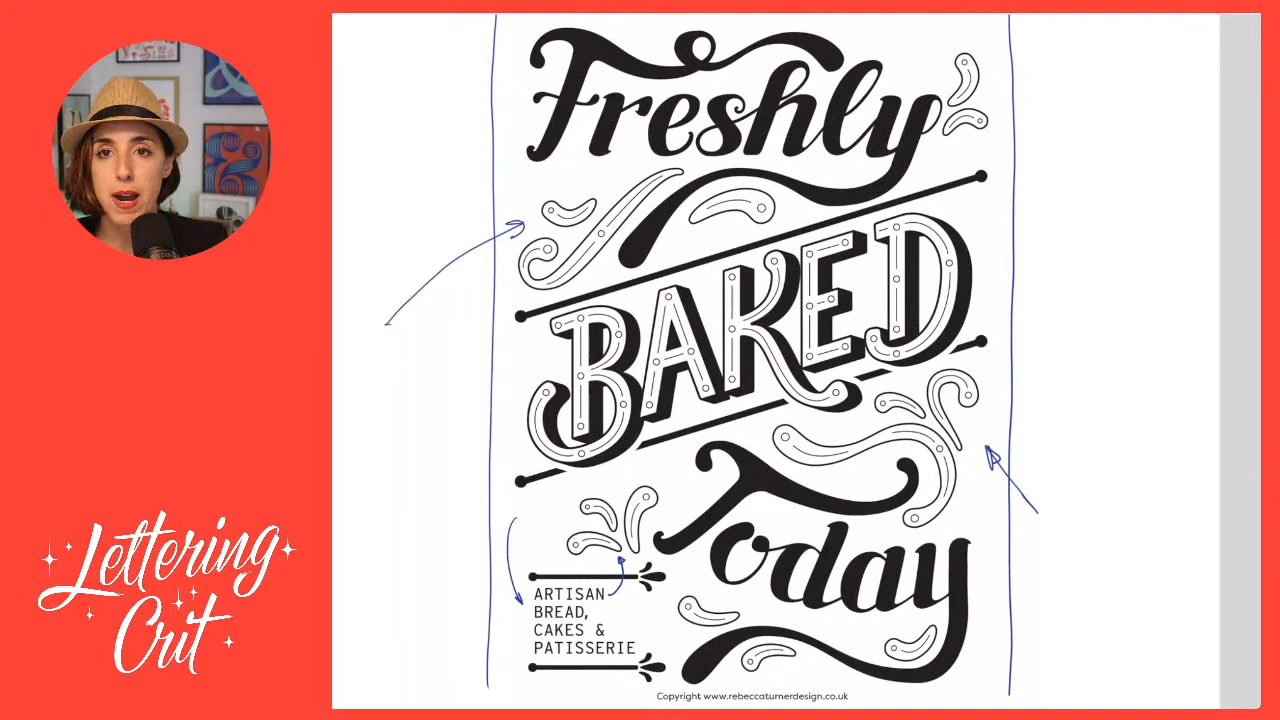 Freshly
BAKED
Today
ARTISAN
BREAD,
CAKES &
PATISSERIE
Copyright www.rebeccaturnerdesign.co.uk
Lettering
Crit